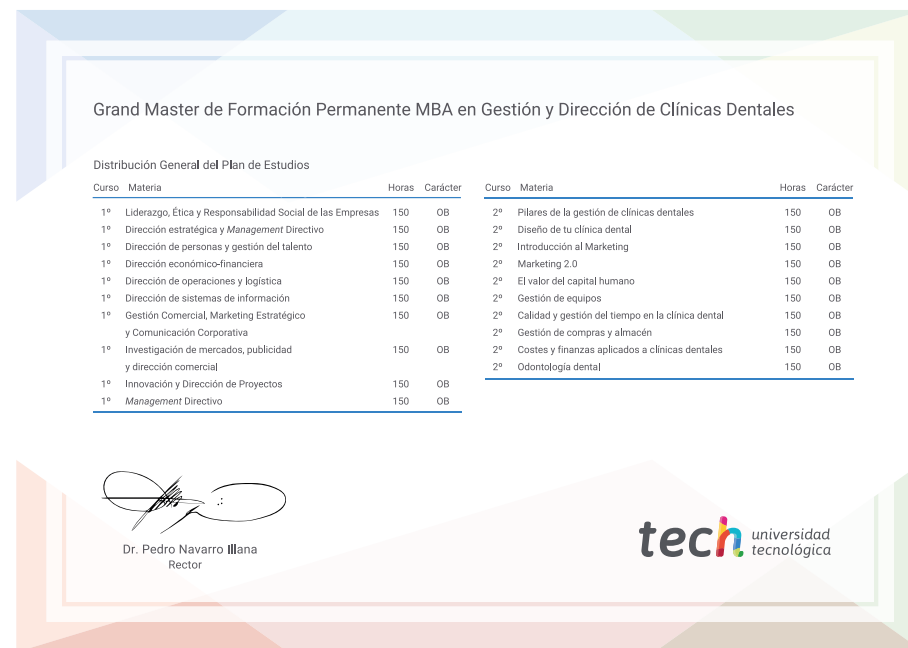 Grand Master de Formación Permanente MBA en Gestión y Dirección de Clínicas Dentales
Distribución General del Plan de Estudios
Curso Materia Horas Carácter
1º Liderazgo, Ética y Responsabilidad Social de las Empresas 150 OB
1º Dirección estratégica y Management Directivo 150 OB
1º Dirección de personas y gestión del talento 150 OB
1º Dirección económico-financiera 150 OB
1º Dirección de operaciones y logística 150 OB
1º Dirección de sistemas de información 150 OB
1º Gestión Comercial, Marketing Estratégico 150 OB
y Comunicación Corporativa
1º Investigación de mercados, publicidad 150 OB
y dirección comercial
1º Innovación y Dirección de Proyectos 150 OB
1º Management Directivo 150 OB
Curso Materia Horas Carácter
2º Pilares de la gestión de clínicas dentales 150 OB
2º Diseño de tu clínica dental 150 OB
2º Introducción al Marketing 150 OB
2º Marketing 2.0 150 OB
2º El valor del capital humano 150 OB
2º Gestión de equipos 150 OB
2º Calidad y gestión del tiempo en la clínica dental 150 OB
2º Gestión de compras y almacén 150 OB
2º Costes y finanzas aplicados a clínicas dentales 150 OB
2º Odontología dental 150 OB
Dr. Pedro Navarro Illana
Rector
tech universidad
tecnológica